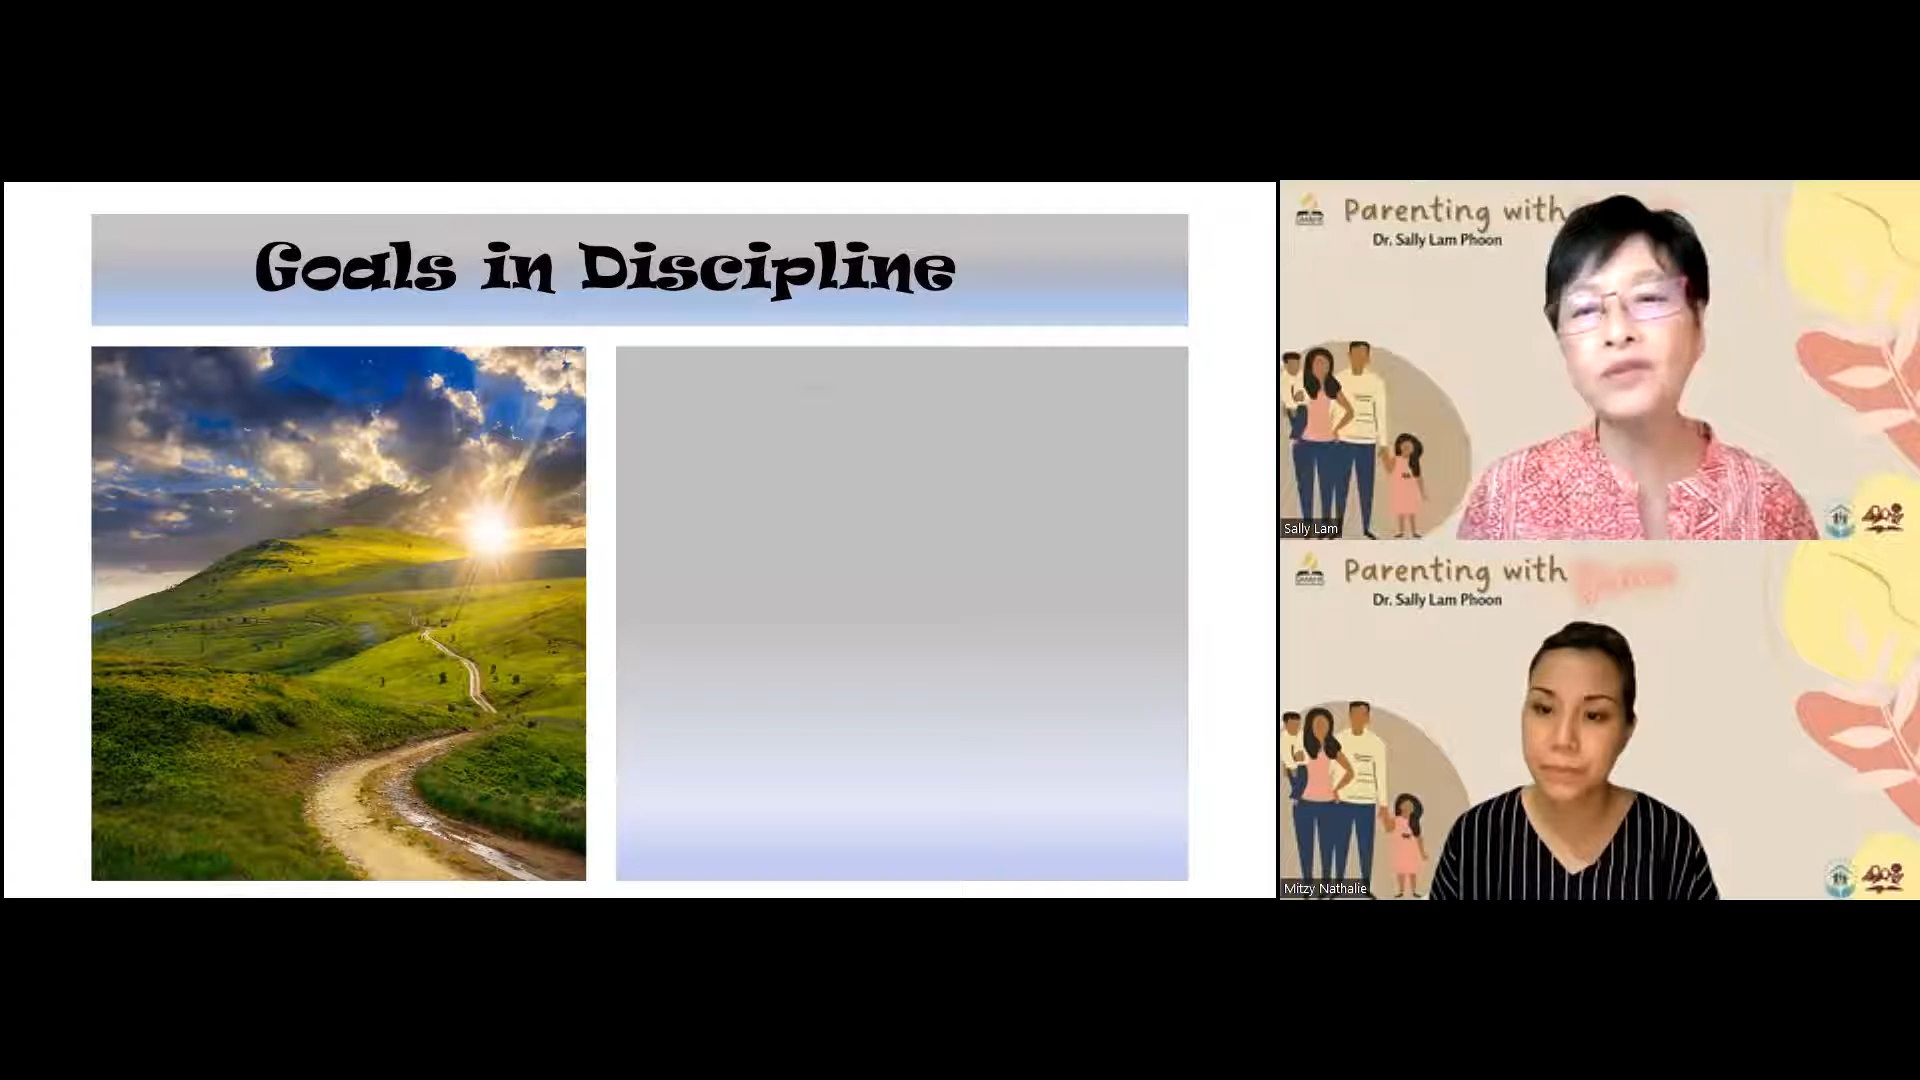 Goals in Discipline
Parenting with
Dr. Sally Lam Phoon
Sally Lam
Parenting with
Dr. Sally Lam Phoon
Mitzy Nathalie